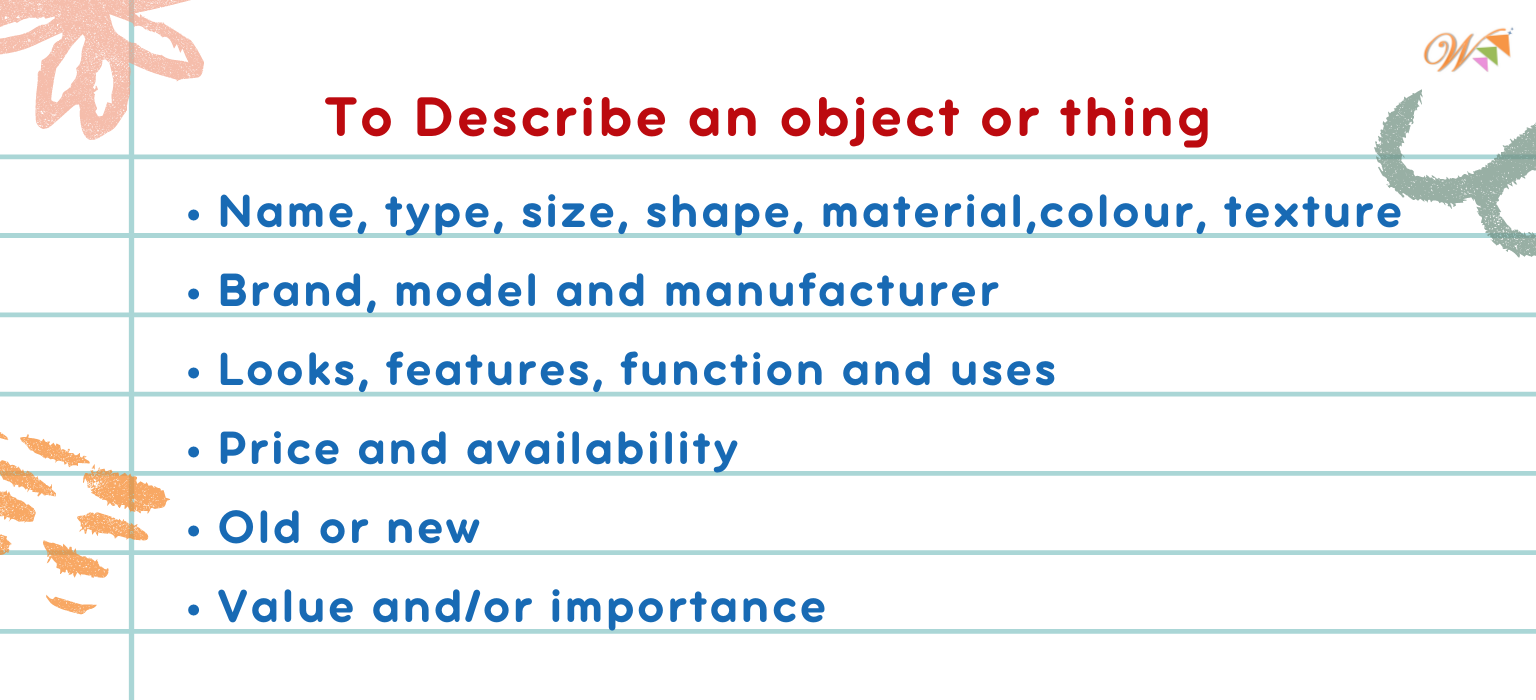 W
To Describe an object or thing
• Name, type, size, shape, material,colour, texture
• Brand, model and manufacturer
• Looks, features, function and uses
• Price and availability
• Old or new
• Value and/or importance